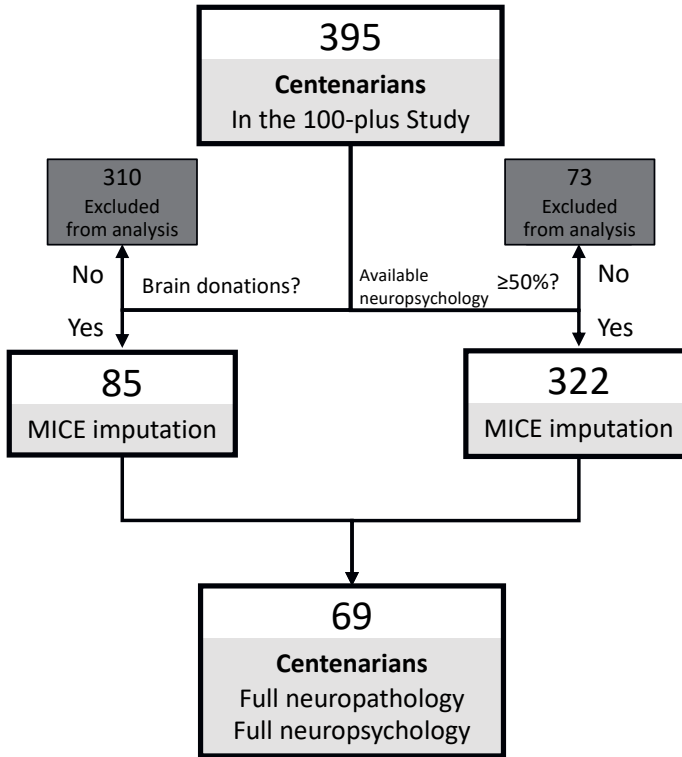 395
Centenarians
In the 100-plus Study
310
Excluded
from analysis
73
Excluded
from analysis
No
Brain donations?
Available
neuropsychology
≥50%?
No
Yes
Yes
85
MICE imputation
322
MICE imputation
69
Centenarians
Full neuropathology
Full neuropsychology